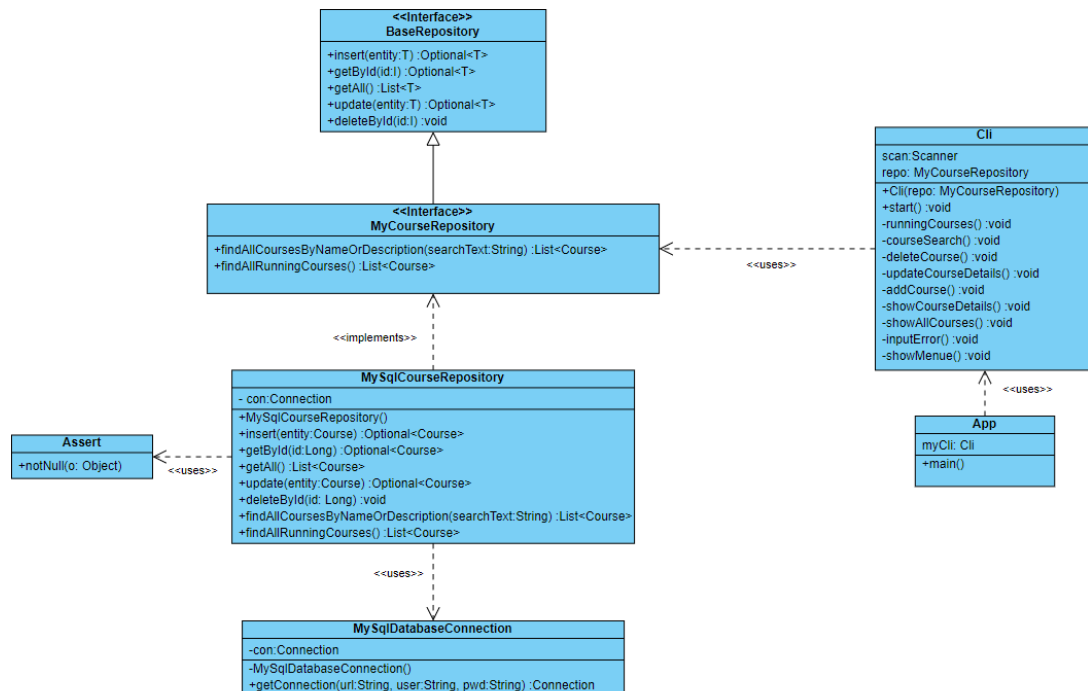 <<Interface>>
BaseRepository
+insert(entity:T) :Optional<T>
+getById(id:I) :Optional<T>
+getAll() :List<T>
+update(entity:T) :Optional<T>
+deleteById(id:I) :void
<<Interface>>
MyCourseRepository
+findAllCoursesByNameOrDescription(searchText:String) :List<Course>
+findAllRunningCourses() :List<Course>
Cli
scan:Scanner
repo: MyCourseRepository
+Cli(repo: MyCourseRepository)
+start() :void
-runningCourses() :void
-courseSearch() :void
-deleteCourse() :void
-updateCourseDetails() :void
-addCourse() :void
-showCourseDetails() :void
-showAllCourses() :void
-inputError() :void
-showMenue() :void
<<uses>>
<<implements>>
<<uses>>
App
myCli: Cli
+main()
MySqlCourseRepository
- con:Connection
+MySqlCourseRepository()
+insert(entity:Course) :Optional<Course>
+getById(id:Long) :Optional<Course>
+getAll() :List<Course>
+update(entity:Course) :Optional<Course>
+deleteById(id: Long) :void
+findAllCoursesByNameOrDescription(searchText:String) :List<Course>
+findAllRunningCourses() :List<Course>
Assert
+notNull(o: Object)
<<uses>>
<<uses>>
MySqlDatabaseConnection
-con:Connection
-MySqlDatabaseConnection()
+getConnection(url:String, user:String, pwd:String) :Connection